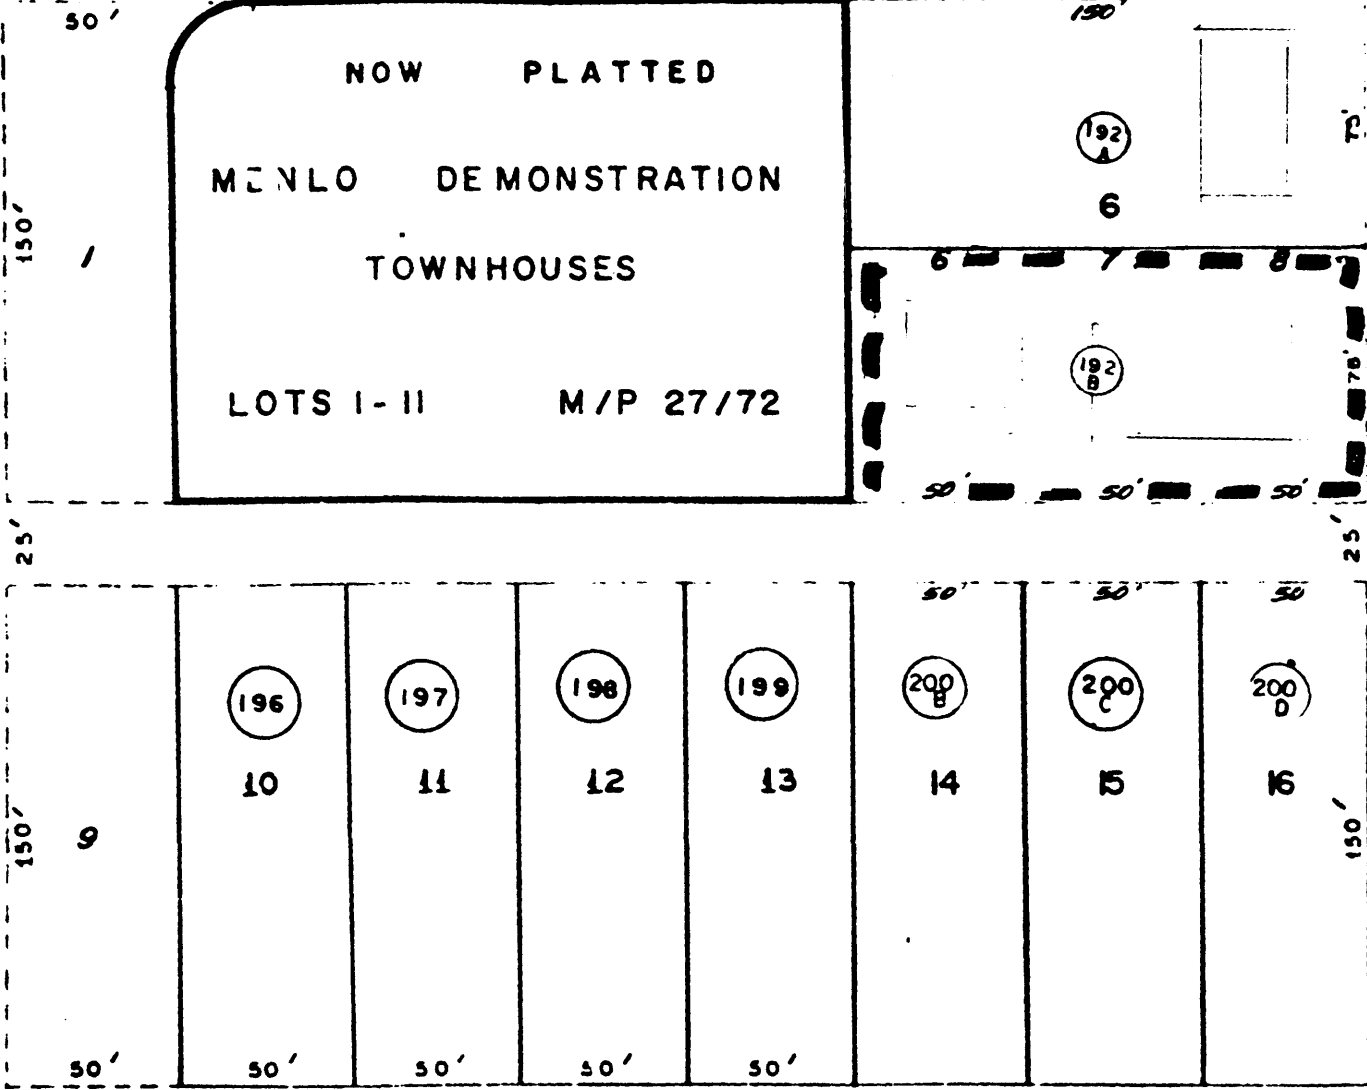 50' 150'
NOW PLATTED
192 A
75'
MENLO DEMONSTRATION
6
150' 1
TOWNHOUSES
6 7 8
192 B
75'
LOTS 1-11 M/P 27/72
50' 50' 50'
25' 25'
50' 50' 50
196 197 198 199 200 B 200 C 200 D
10 11 12 13 14 15 16
150' 9 150'
50' 50' 50' 50' 50'